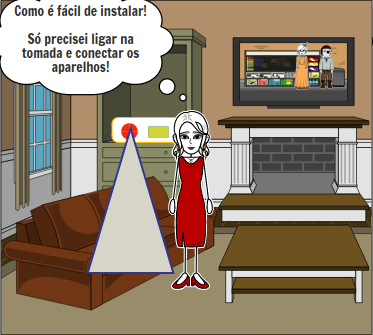 Como é fácil de instalar!
Só precisei ligar na
tomada e conectar os
aparelhos!